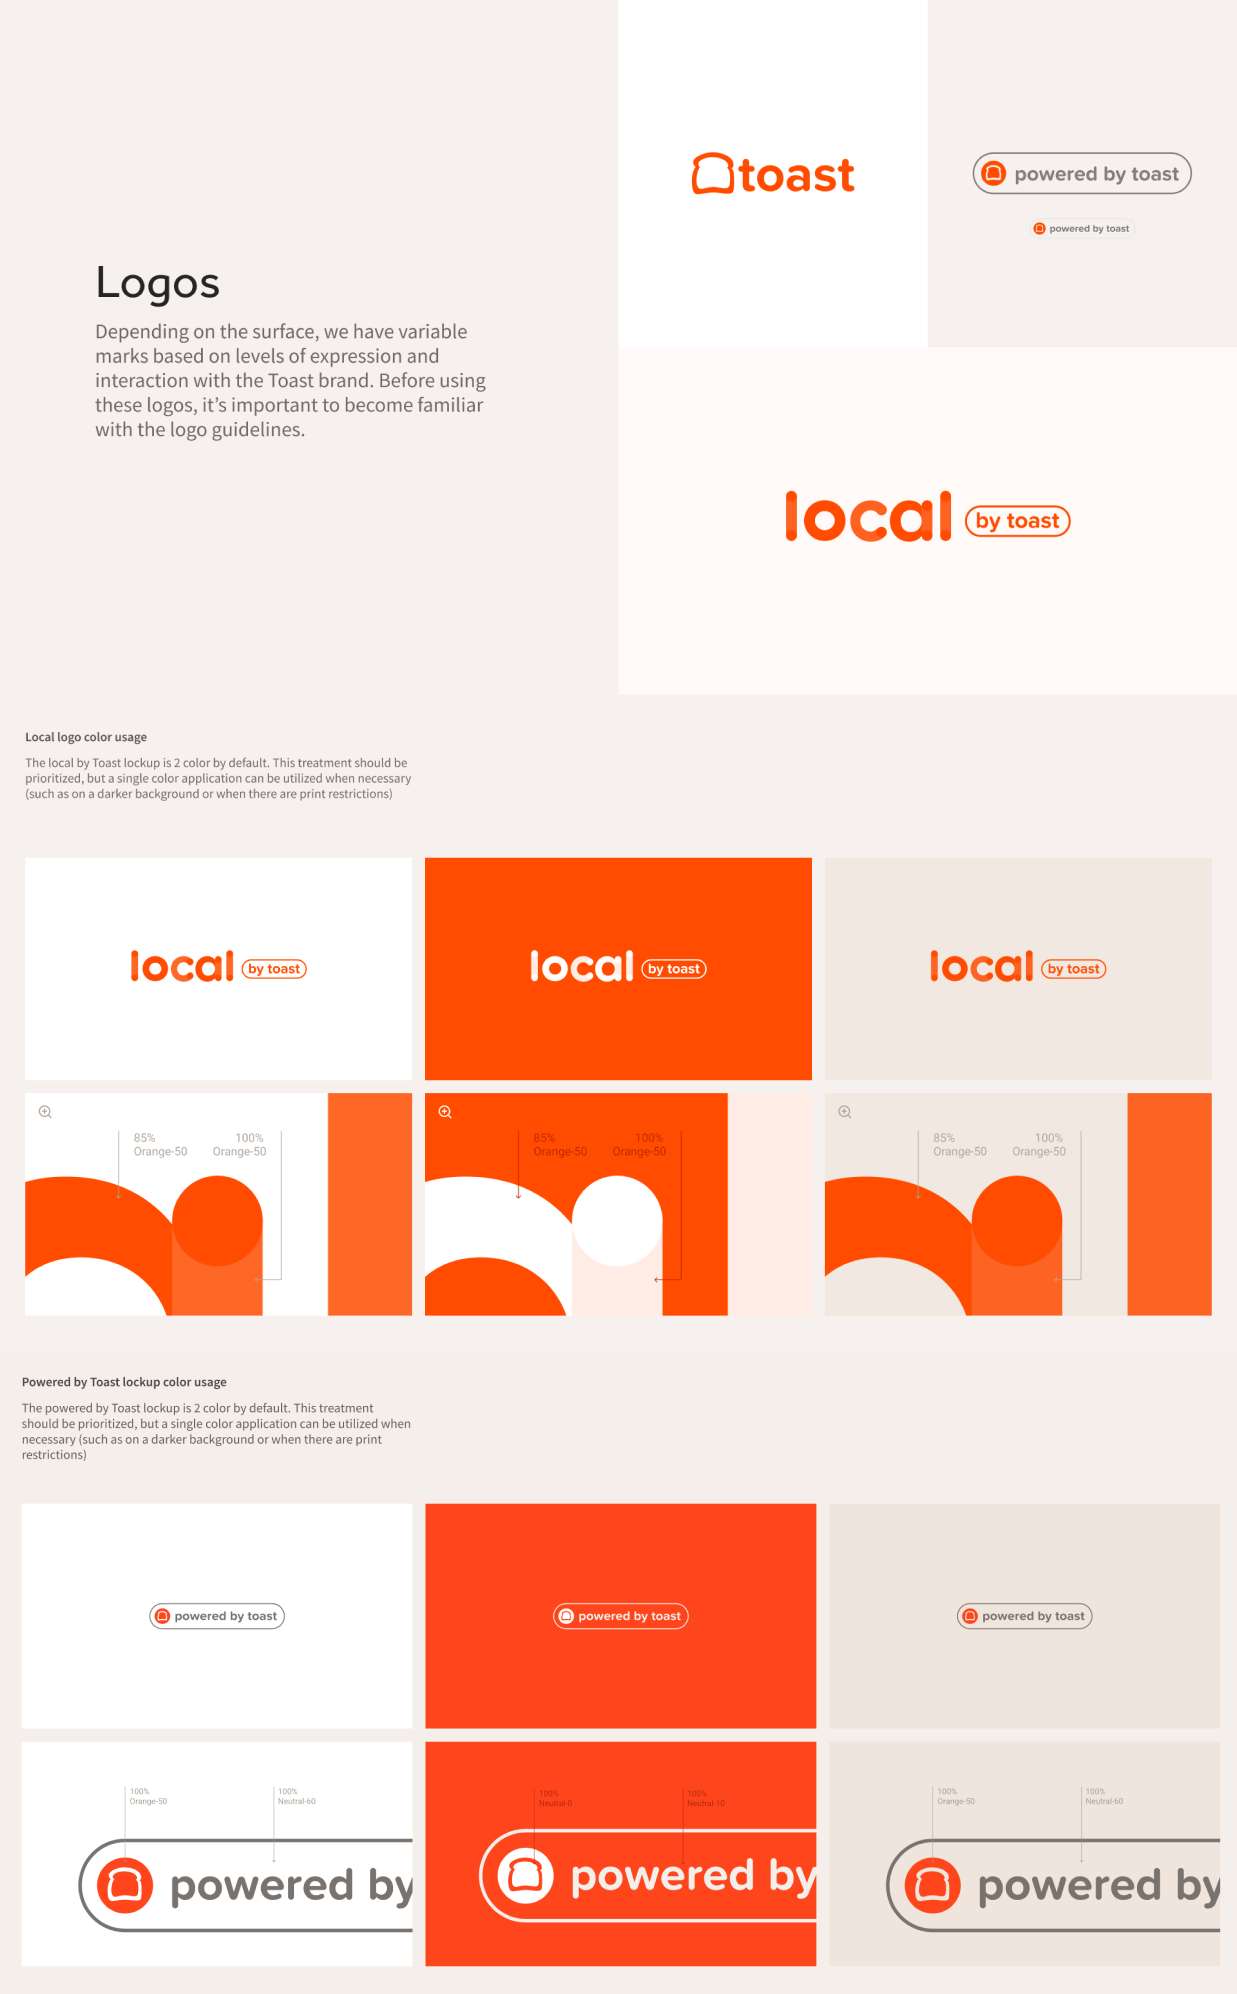 toast
powered by toast
powered by toast
Logos
Depending on the surface, we have variable
marks based on levels of expression and
interaction with the Toast brand. Before using
these logos, it’s important to become familiar
with the logo guidelines.
local by toast
Local logo color usage
The local by Toast lockup is 2 color by default. This treatment should be
prioritized, but a single color application can be utilized when necessary
(such as on a darker background or when there are print restrictions)
local by toast
local by toast
local by toast
85%
Orange-50
100%
Orange-50
85%
Orange-50
100%
Orange-50
85%
Orange-50
100%
Orange-50
Powered by Toast lockup color usage
The powered by Toast lockup is 2 color by default. This treatment
should be prioritized, but a single color application can be utilized when
necessary (such as on a darker background or when there are print
restrictions)
powered by toast
powered by toast
powered by toast
100%
Orange-50
100%
Neutral-60
powered by
100%
Neutral-0
100%
Neutral-10
powered by
100%
Orange-50
100%
Neutral-60
powered by